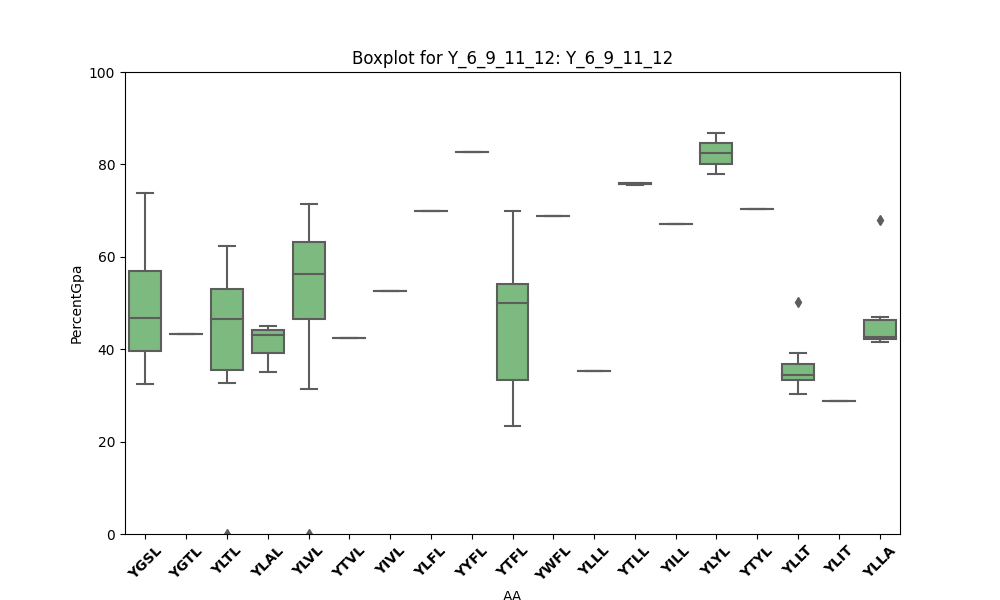 Boxplot for Y_6_9_11_12: Y_6_9_11_12
100
80
60
40
20
0
PercentGpa
YGSL YGTL YLTL YLAL YLVL YTVL YIVL YLFL YYFL YTFL YWFL YLLL YTLL YILL YLYL YTYL YLLT YLIT YLLA
AA